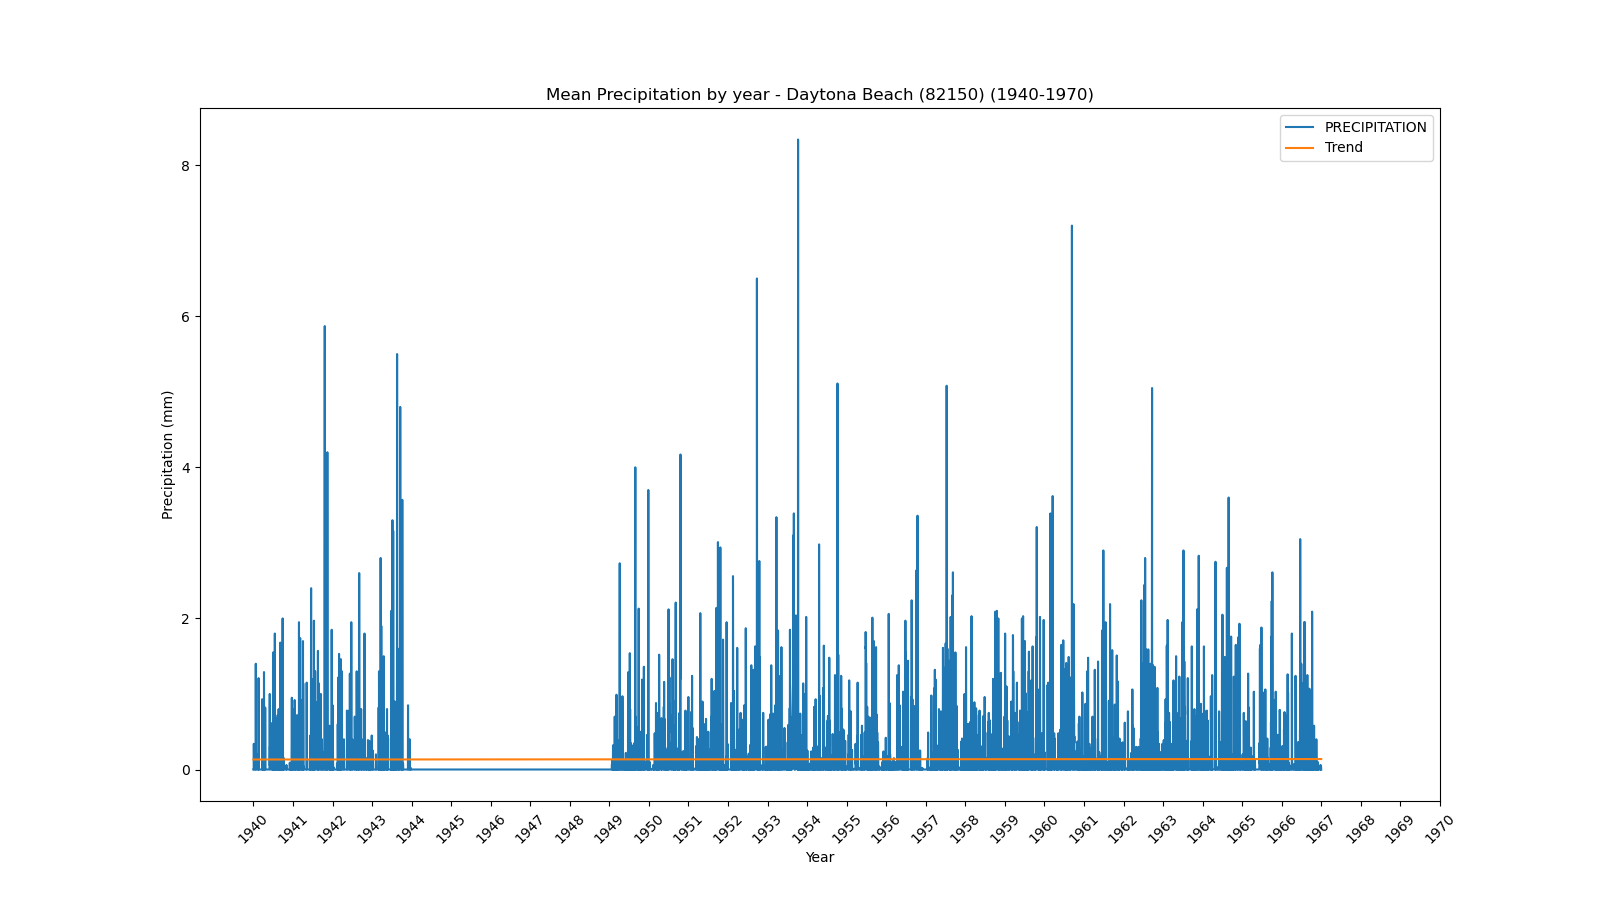 Mean Precipitation by year - Daytona Beach (82150) (1940-1970)
PRECIPITATION
Trend
Precipitation (mm)
8
6
4
2
0
1940 1941 1942 1943 1944 1945 1946 1947 1948 1949 1950 1951 1952 1953 1954 1955 1956 1957 1958 1959 1960 1961 1962 1963 1964 1965 1966 1967 1968 1969 1970
Year